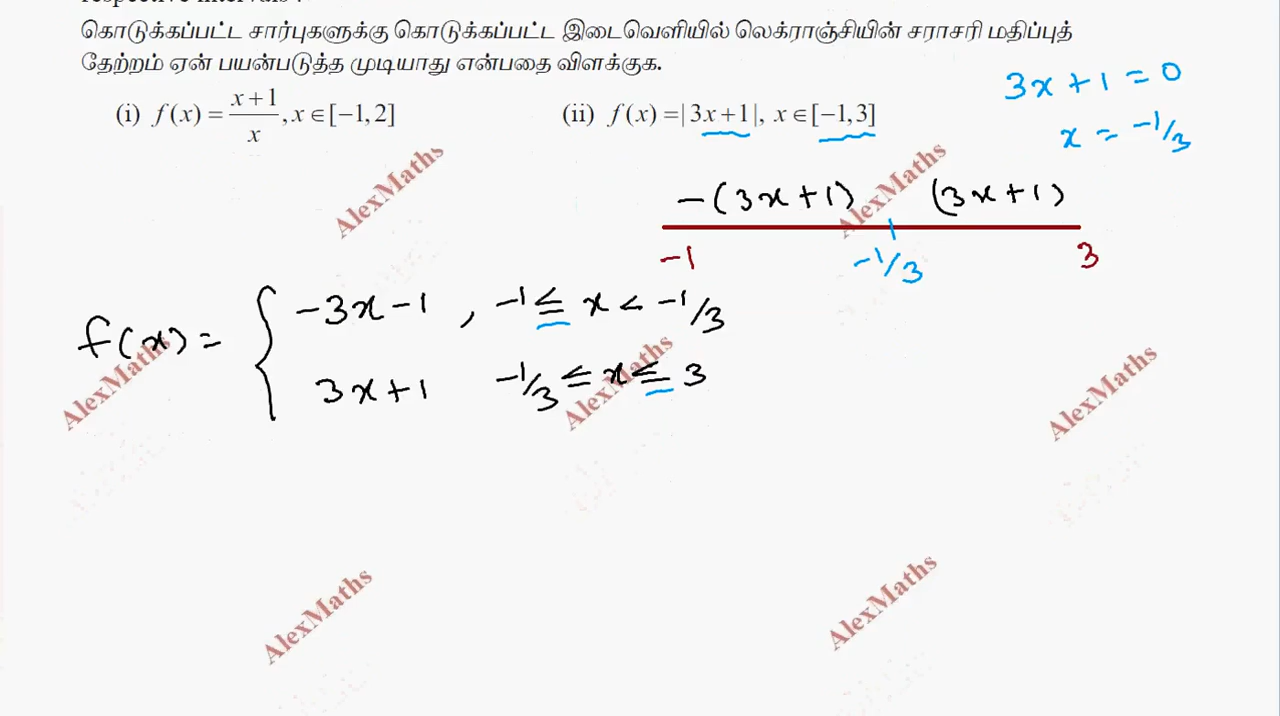 respective intervals :
கொடுக்கப்பட்ட சார்புகளுக்கு கொடுக்கப்பட்ட இடைவெளியில் லெக்ராஞ்சியின் சராசரி மதிப்புத்
தேற்றம் ஏன் பயன்படுத்த முடியாது என்பதை விளக்குக.
(i) f(x) = (x+1)/x, x ∈ [−1, 2] (ii) f(x) = |3x+1|, x ∈ [−1, 3]
3x + 1 = 0
x = -1/3
-(3x+1) (3x+1)
-1 -1/3 3
f(x) = { -3x-1 , -1 ≤ x < -1/3
3x+1 -1/3 ≤ x ≤ 3
AlexMaths
AlexMaths
AlexMaths
AlexMaths
AlexMaths
AlexMaths
AlexMaths